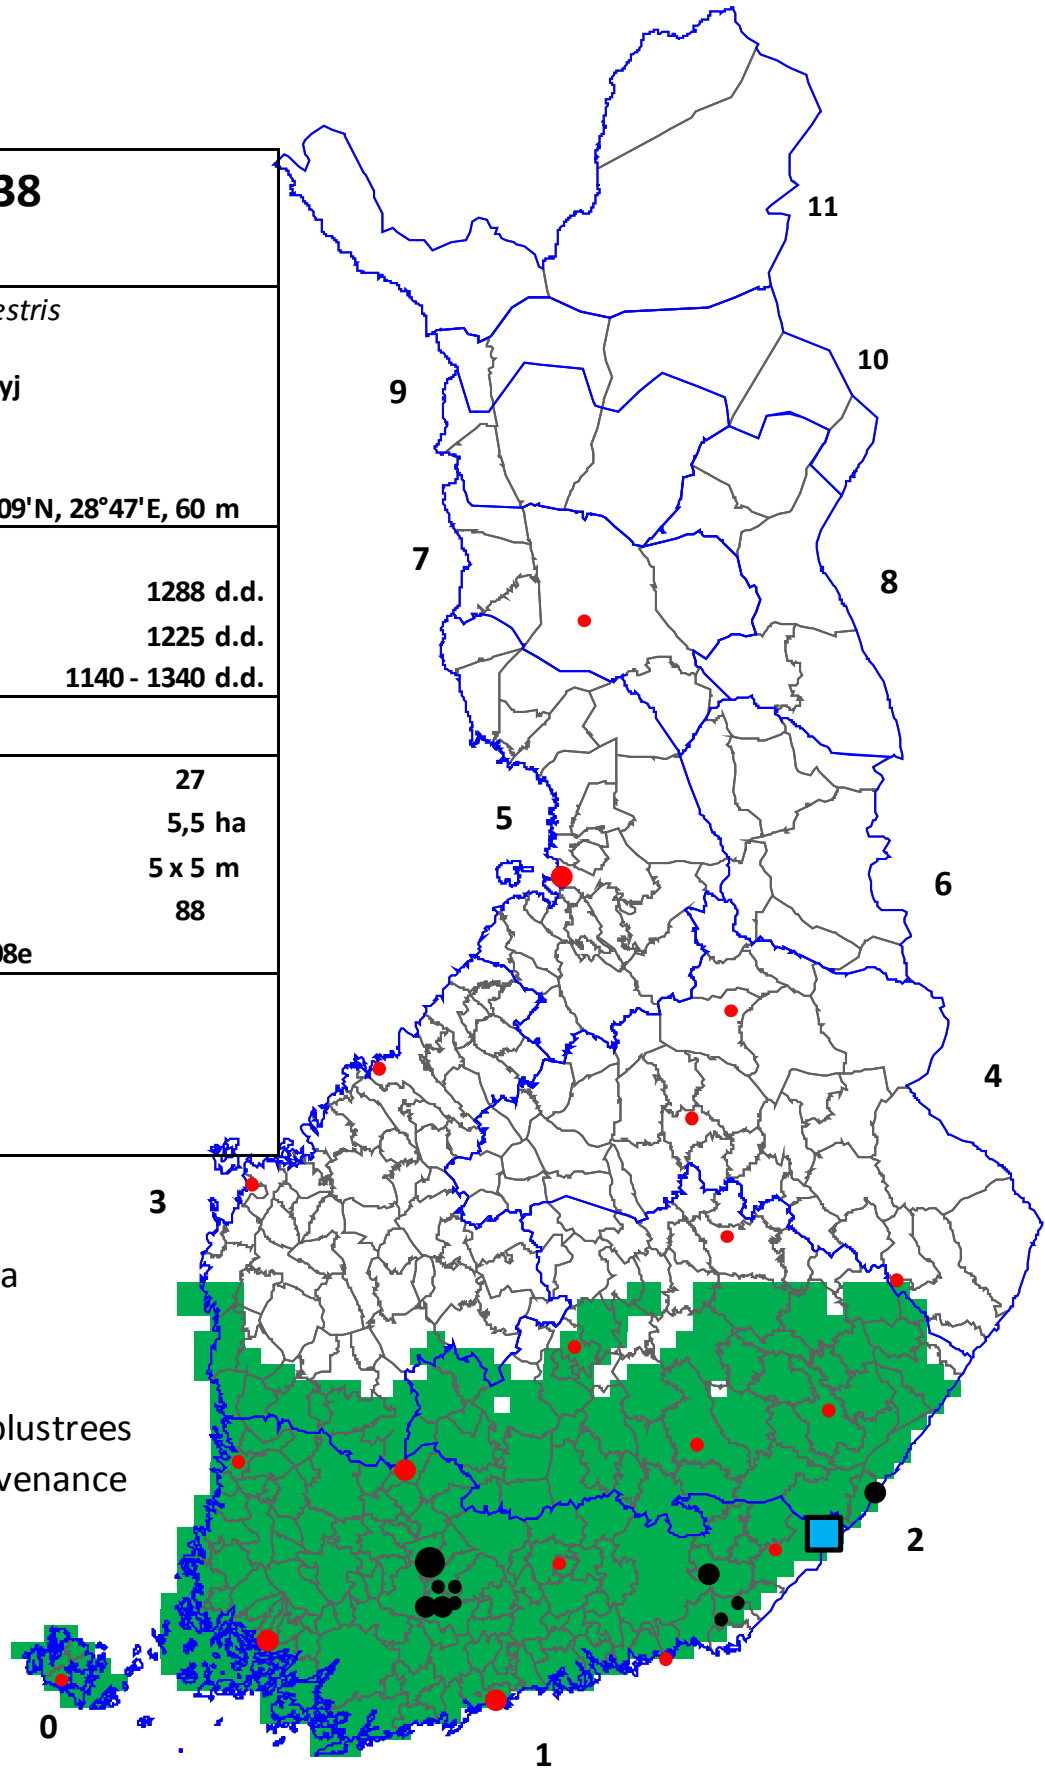 38
estris
yj
09'N, 28°47'E, 60 m
1288 d.d.
1225 d.d.
1140 - 1340 d.d.
27
5,5 ha
5 x 5 m
88
08e
a
plustrees
venance
11
10
9
7
8
5
6
4
3
2
0
1